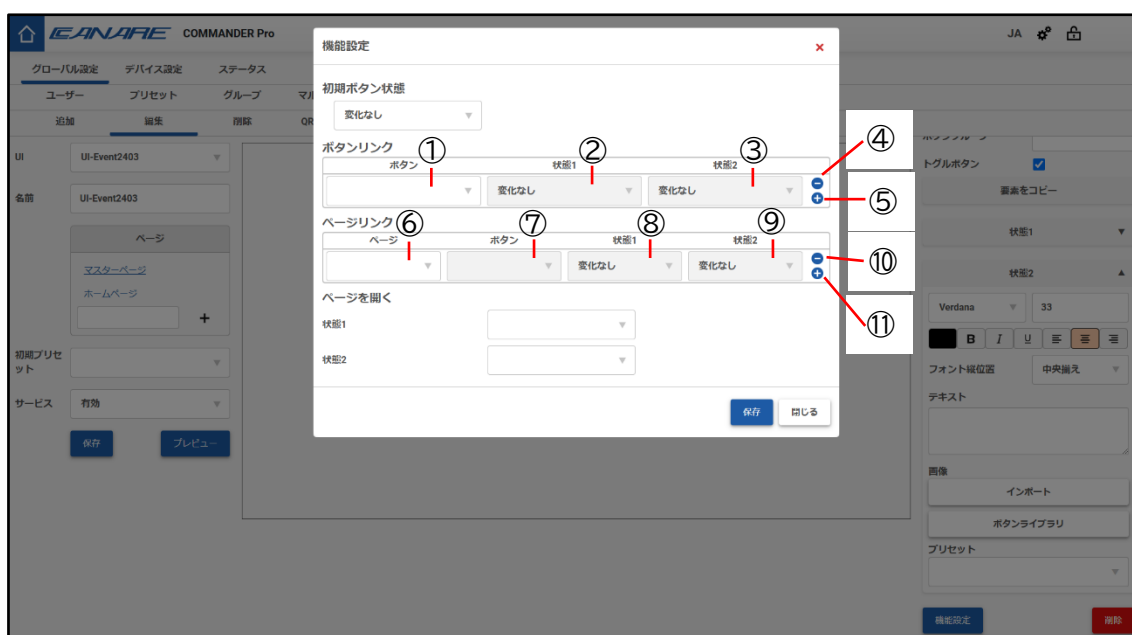 CANARE COMMANDER Pro
JA
グローバル設定 デバイス設定 ステータス
ユーザー プリセット グループ
追加 編集 削除
UI UI-Event2403
名前 UI-Event2403
ページ
マスターページ
ホームページ
+
初期プリセ
ット
サービス 有効
保存 プレビュー
機能設定 ×
初期ボタン状態
変化なし
ボタンリンク
ボタン 状態1 状態2
変化なし 変化なし
① ② ③ ④ ⑤
ページリンク
ページ ボタン 状態1 状態2
変化なし 変化なし
⑥ ⑦ ⑧ ⑨ ⑩ ⑪
ページを開く
状態1
状態2
保存 閉じる
トグルボタン
要素をコピー
状態1
状態2
Verdana 33
B I U
フォント縦位置 中央揃え
テキスト
画像
インポート
ボタンライブラリ
プリセット
機能設定 削除